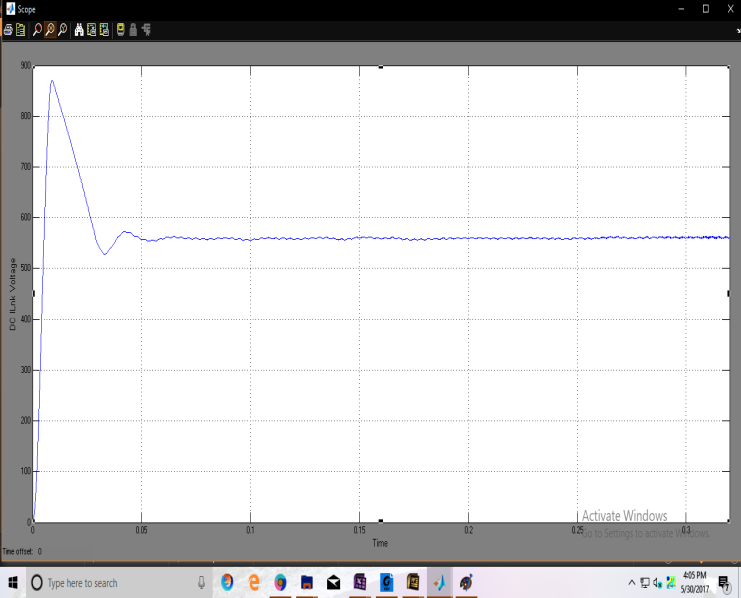 Scope
900
800
700
600
500
400
300
200
100
0
DC lLnk Voltage
0 0.05 0.1 0.15 0.2 0.25 0.3
Time
Time offset: 0
Activate Windows
Go to Settings to activate Windows.
Type here to search
4:05 PM
5/30/2017